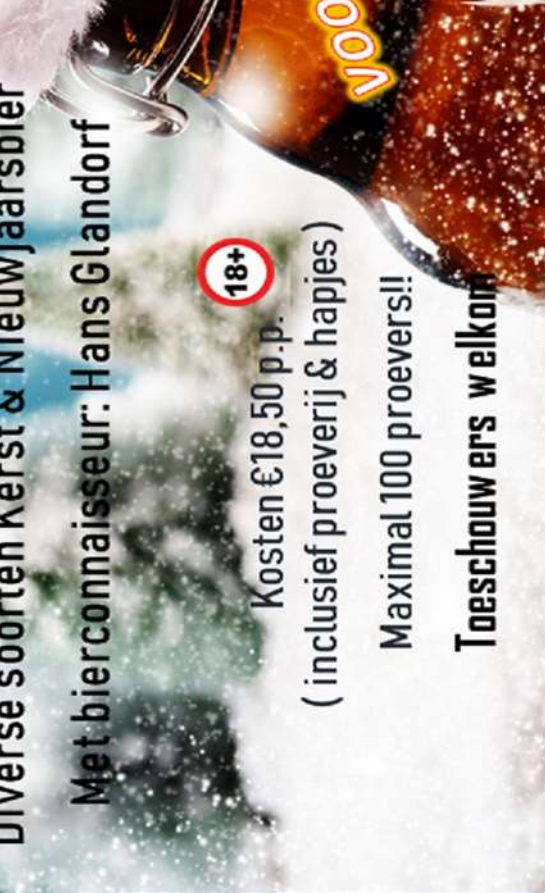 Diverse soorten Kerst & Nieuwjaarsbier
Met bierconnaisseur: Hans Glandorf
18+
Kosten €18,50 p.p.
( inclusief proeverij & hapjes )
Maximal 100 proevers!!
Toeschouwers welkom
voo